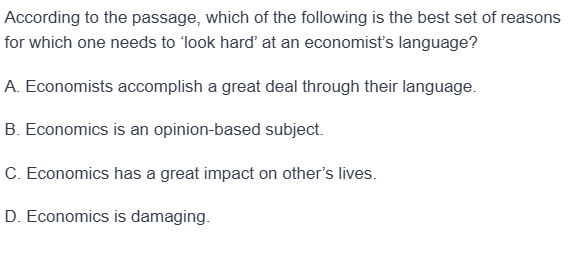 According to the passage, which of the following is the best set of reasons
for which one needs to ‘look hard’ at an economist’s language?
A. Economists accomplish a great deal through their language.
B. Economics is an opinion-based subject.
C. Economics has a great impact on other’s lives.
D. Economics is damaging.